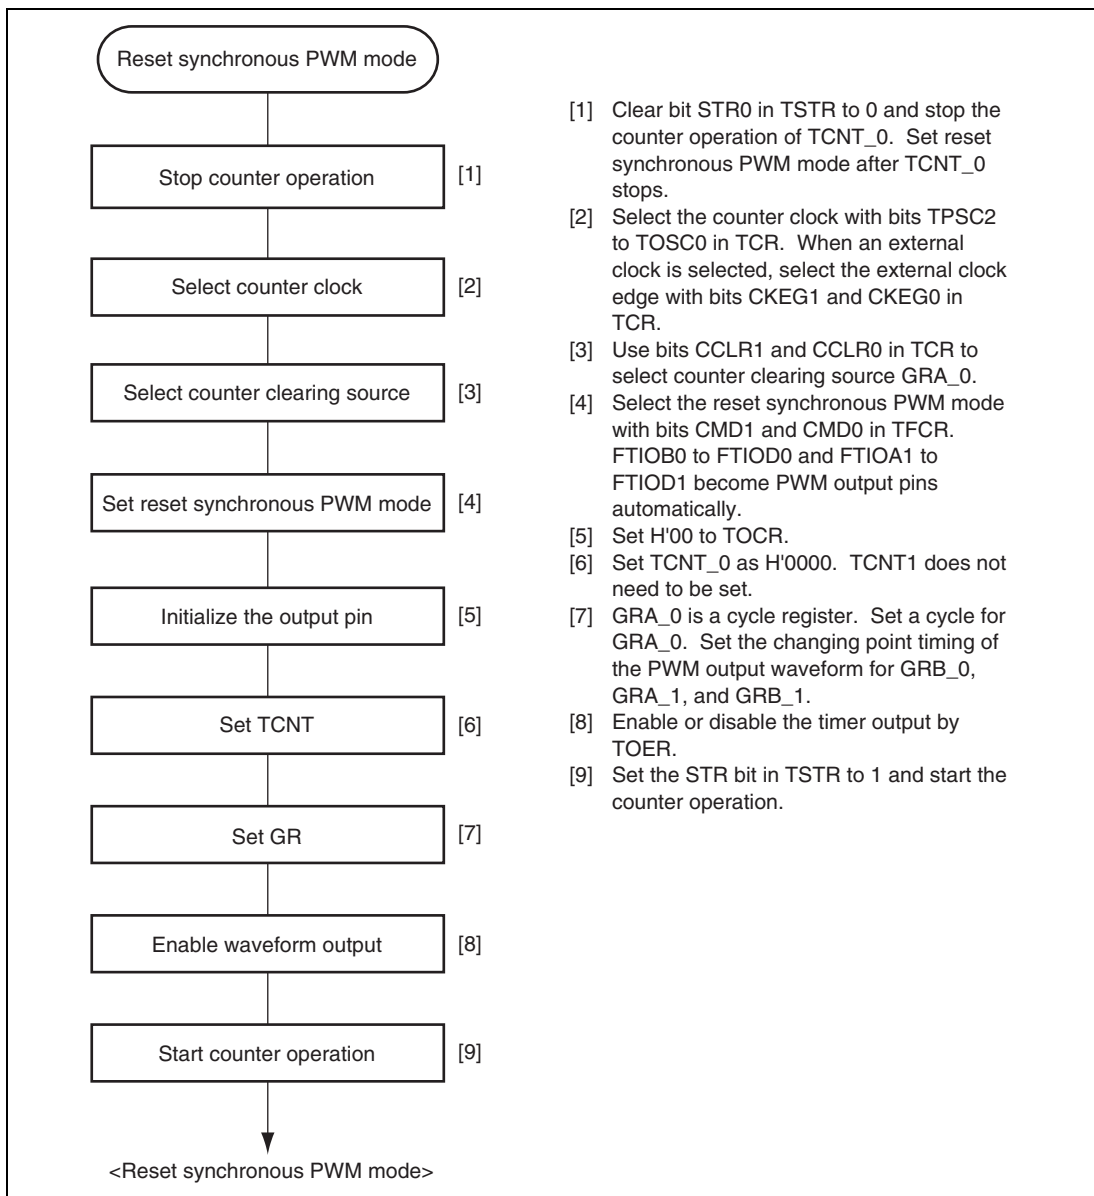 Reset synchronous PWM mode
Stop counter operation [1]
Select counter clock [2]
Select counter clearing source [3]
Set reset synchronous PWM mode [4]
Initialize the output pin [5]
Set TCNT [6]
Set GR [7]
Enable waveform output [8]
Start counter operation [9]
<Reset synchronous PWM mode>
[1] Clear bit STR0 in TSTR to 0 and stop the
counter operation of TCNT_0. Set reset
synchronous PWM mode after TCNT_0
stops.
[2] Select the counter clock with bits TPSC2
to TOSC0 in TCR. When an external
clock is selected, select the external clock
edge with bits CKEG1 and CKEG0 in
TCR.
[3] Use bits CCLR1 and CCLR0 in TCR to
select counter clearing source GRA_0.
[4] Select the reset synchronous PWM mode
with bits CMD1 and CMD0 in TFCR.
FTIOB0 to FTIOD0 and FTIOA1 to
FTIOD1 become PWM output pins
automatically.
[5] Set H'00 to TOCR.
[6] Set TCNT_0 as H'0000. TCNT1 does not
need to be set.
[7] GRA_0 is a cycle register. Set a cycle for
GRA_0. Set the changing point timing of
the PWM output waveform for GRB_0,
GRA_1, and GRB_1.
[8] Enable or disable the timer output by
TOER.
[9] Set the STR bit in TSTR to 1 and start the
counter operation.